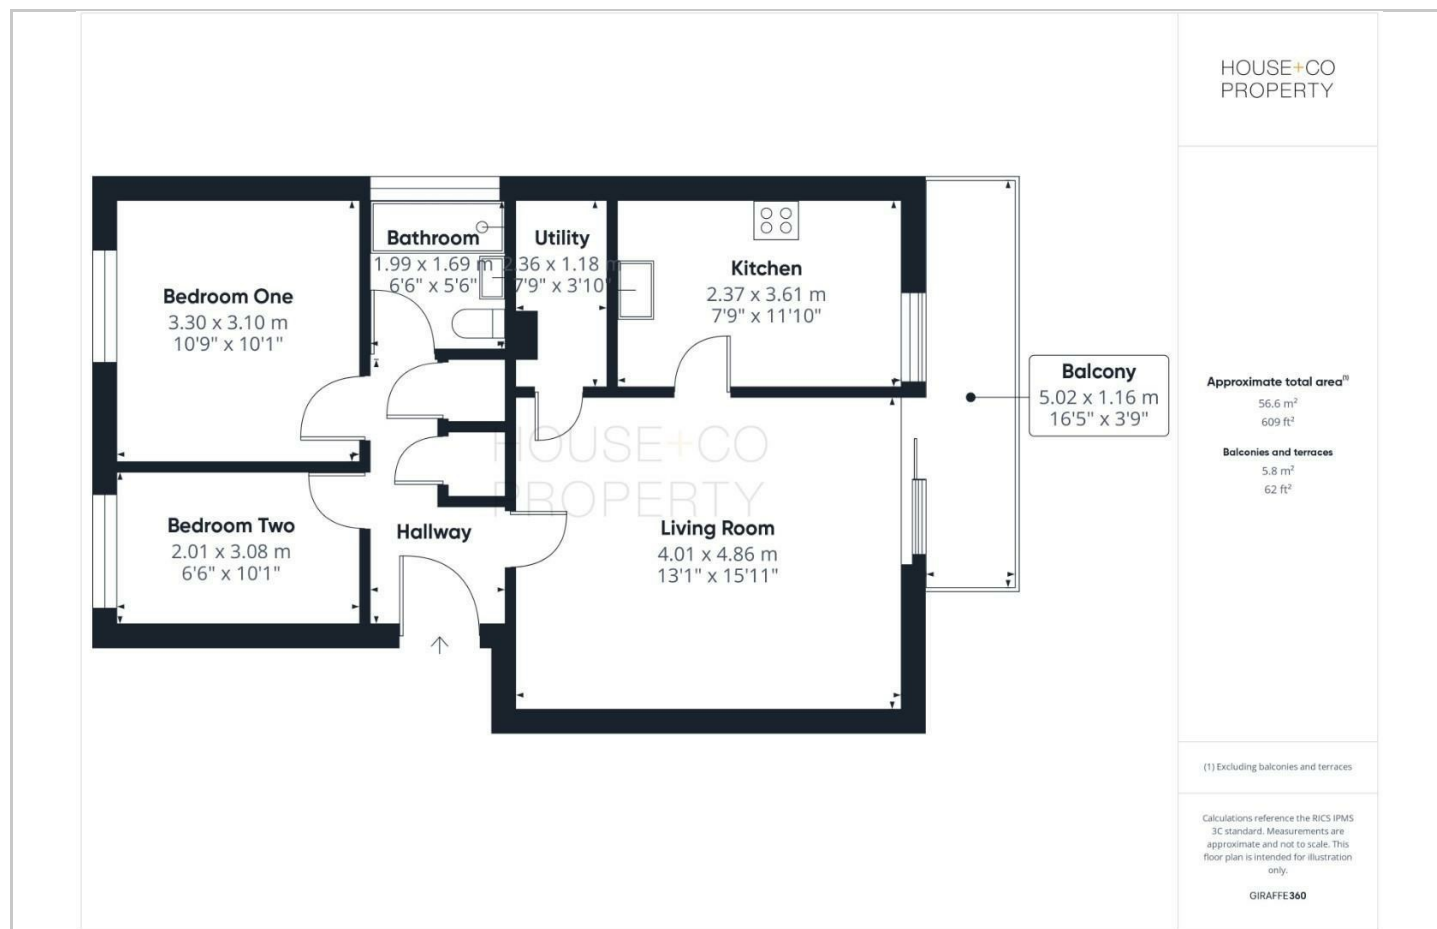 HOUSE+CO
PROPERTY
Bathroom
1.99 x 1.69 m
6'6" x 5'6"
Utility
2.36 x 1.18 m
7'9" x 3'10"
Kitchen
2.37 x 3.61 m
7'9" x 11'10"
Bedroom One
3.30 x 3.10 m
10'9" x 10'1"
Balcony
5.02 x 1.16 m
16'5" x 3'9"
HOUSE+CO
PROPERTY
Bedroom Two
2.01 x 3.08 m
6'6" x 10'1"
Hallway
Living Room
4.01 x 4.86 m
13'1" x 15'11"
Approximate total area⁽¹⁾
56.6 m²
609 ft²
Balconies and terraces
5.8 m²
62 ft²
(1) Excluding balconies and terraces
Calculations reference the RICS IPMS
3C standard. Measurements are
approximate and not to scale. This
floor plan is intended for illustration
only.
GIRAFFE360